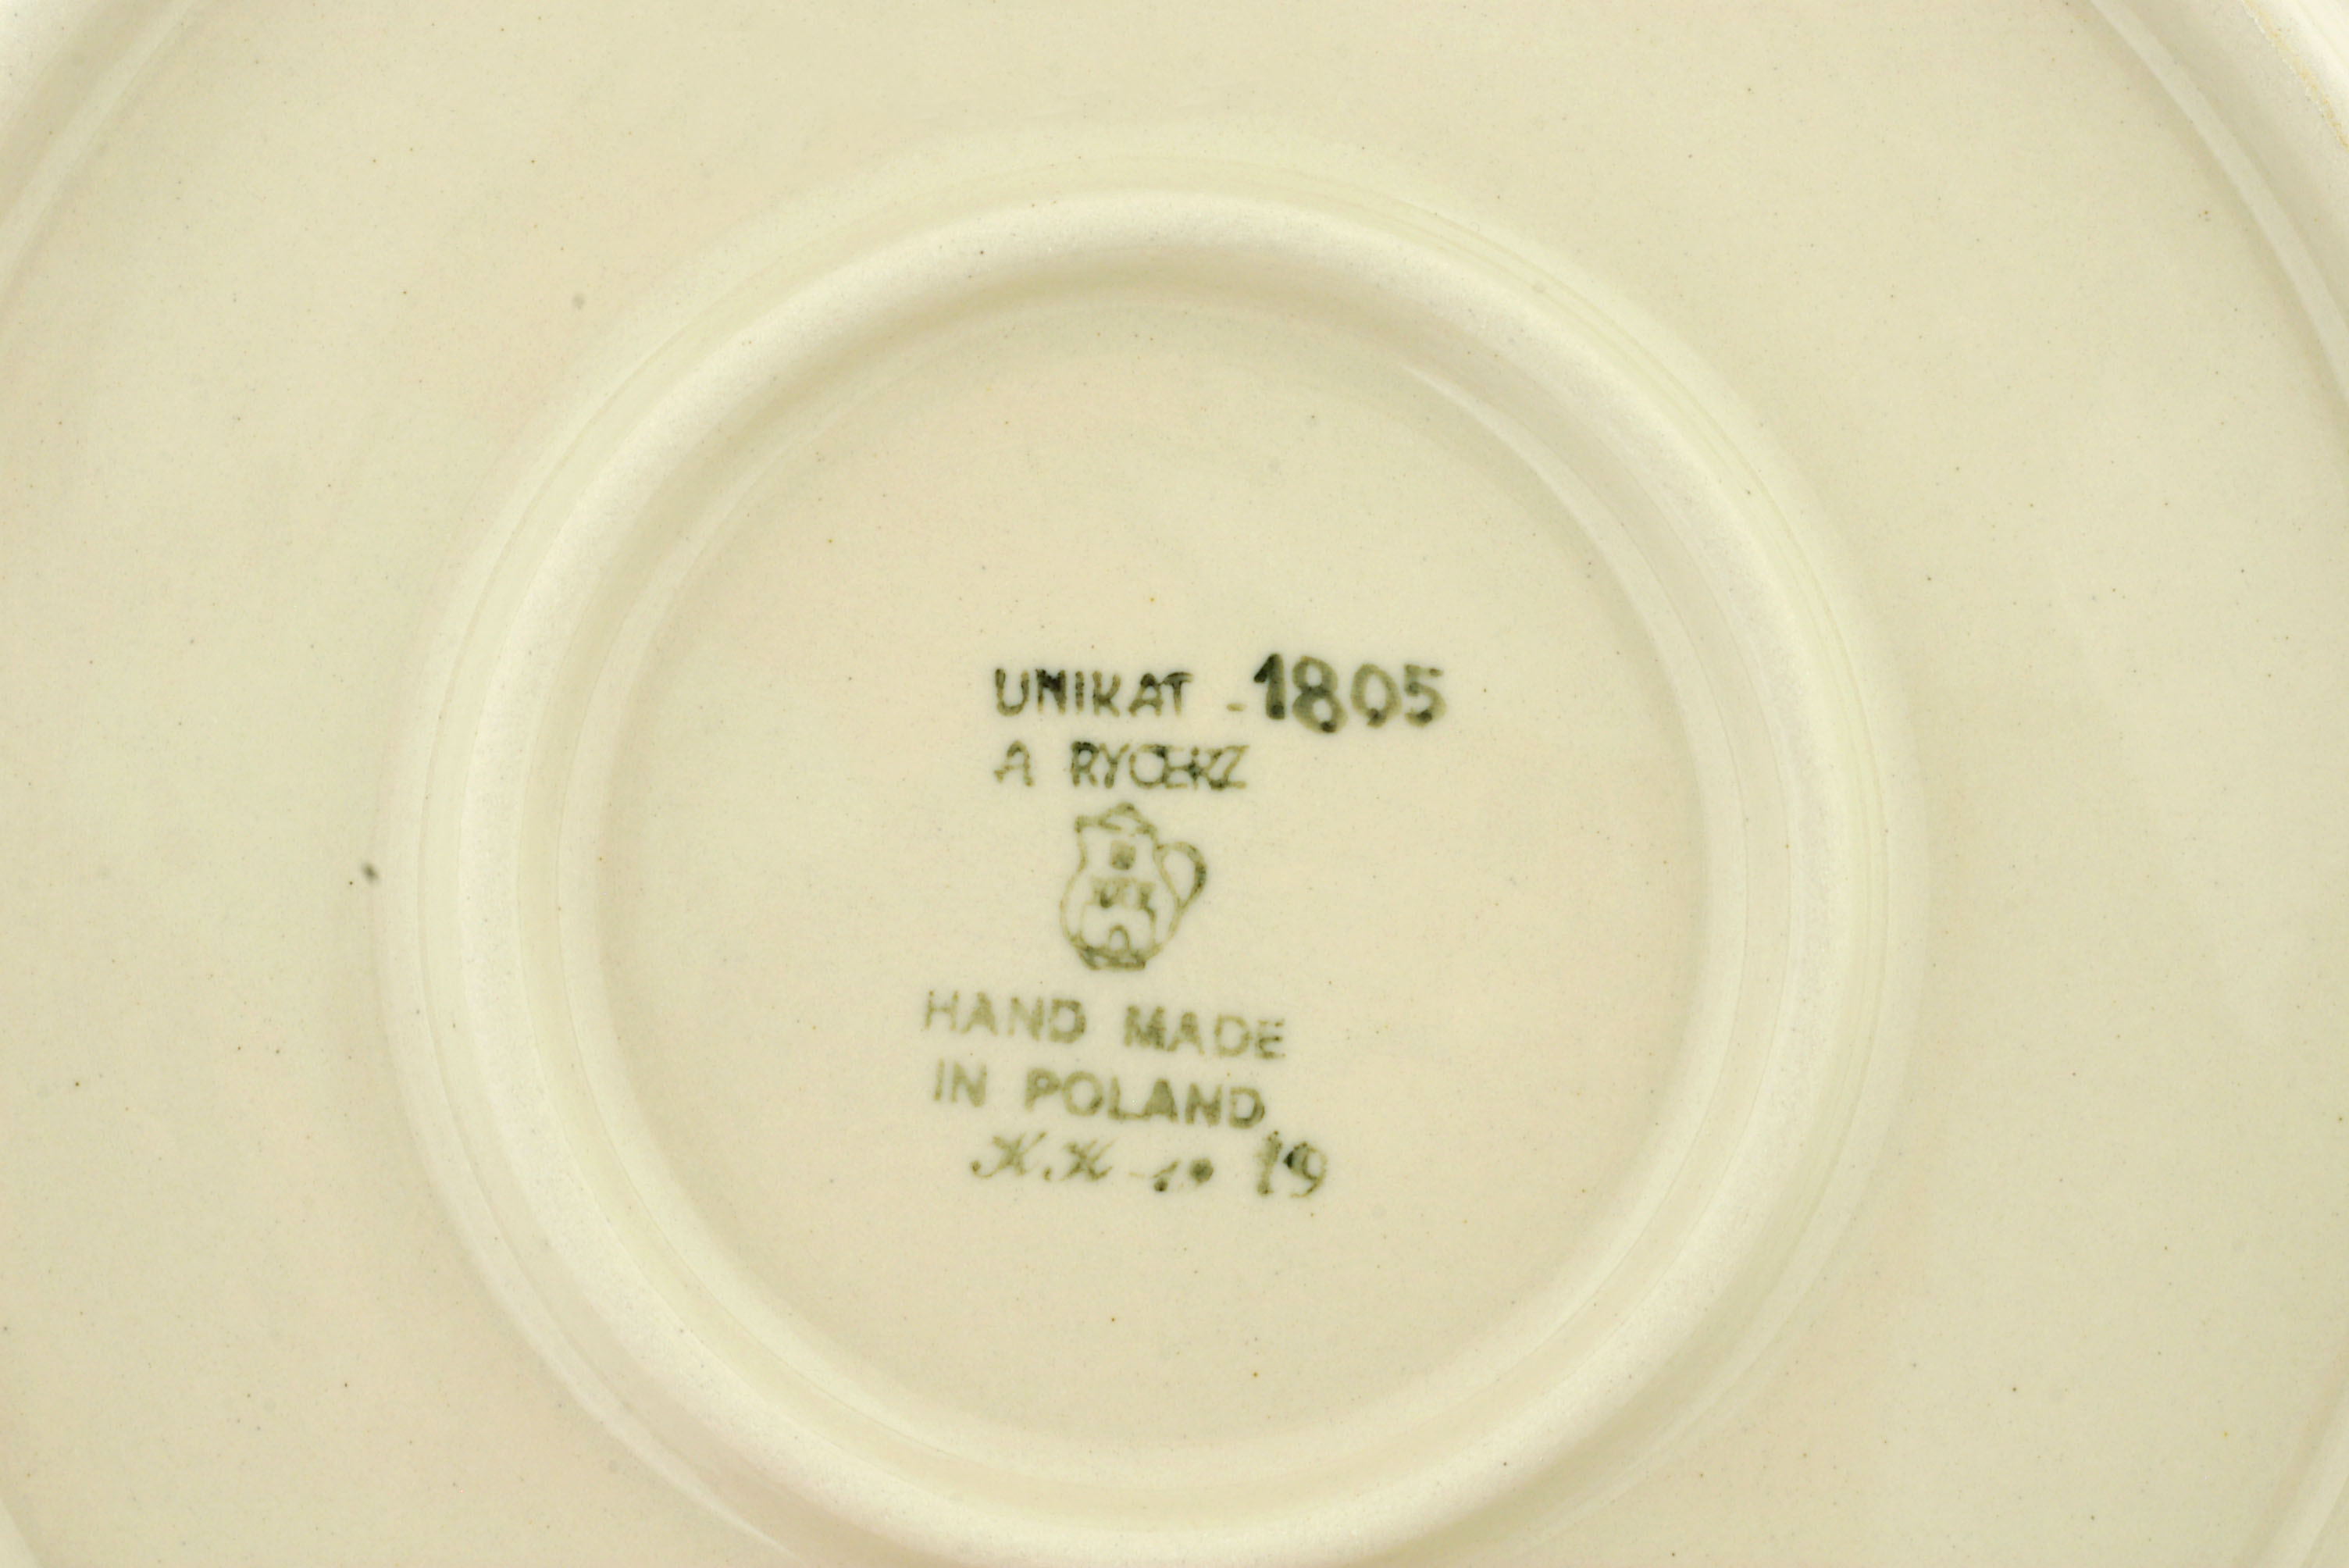 UNIKAT - 1805
A RYCERZ
HAND MADE
IN POLAND
K.K 19